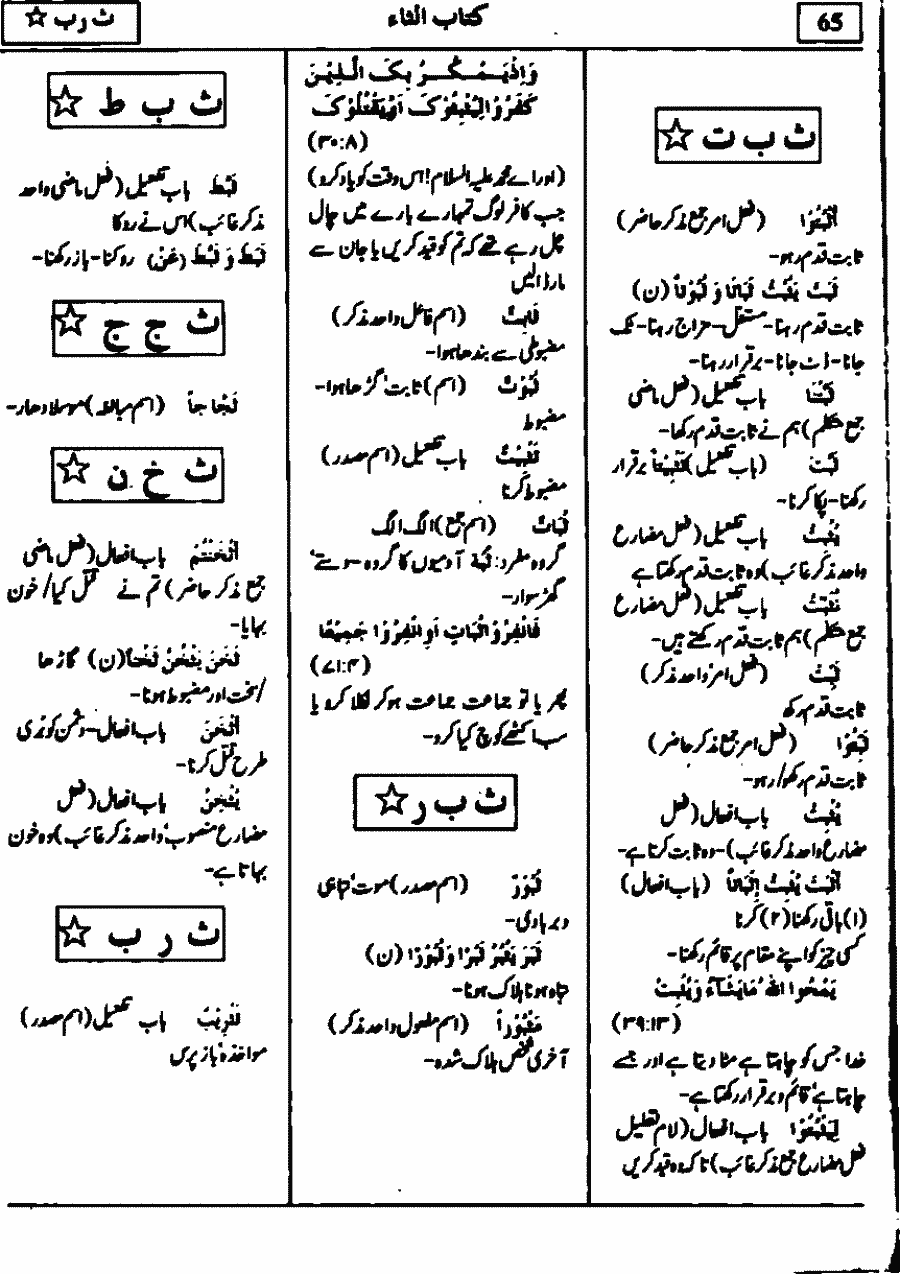 65
کتاب الثاء
ث ر ب ☆
ث ب ت ☆
اُثْبُتُوْا (فعل امر جمع مذکر حاضر)
ثابت قدم رہو۔
ثَبَتَ يَثْبُتُ ثَبَاتًا وَ ثُبُوْتاً (ن)
ثابت قدم رہنا۔ مستقل۔ مزاج رہنا۔ ٹک
جانا۔ ڈٹ جانا۔ برقرار رہنا۔
ثَبَّتْنَا باب تفعیل (فعل ماضی
جمع متکلم) ہم نے ثابت قدم رکھا۔
ثَبَّتَ (باب تفعیل) تَثْبِيْتاً برقرار
رکھنا۔ پکا کرنا۔
يُثَبِّتُ باب تفعیل (فعل مضارع
واحد مذکر غائب) وہ ثابت قدم رکھتا ہے
نُثَبِّتُ باب تفعیل (فعل مضارع
جمع متکلم) ہم ثابت قدم رکھتے ہیں۔
ثَبِّتْ (فعل امر واحد مذکر)
ثابت قدم رکھ
ثَبِّتُوْا (فعل امر جمع مذکر حاضر)
ثابت قدم رکھو/رہو۔
يُثْبِتُ باب افعال (فعل
مضارع واحد مذکر غائب)۔ وہ ثابت کرتا ہے۔
اَثْبَتَ يُثْبِتُ اِثْبَاتاً (باب افعال)
(۱) باقی رکھنا (۲) کرنا
کسی چیز کو اپنے مقام پر قائم رکھنا۔
يَمْحُوا اللهُ مَايَشَآءُ وَيُثْبِتُ
(۳۹:۱۳)
خدا جس کو چاہتا ہے مٹا دیتا ہے اور جسے
چاہتا ہے' قائم و برقرار رکھتا ہے۔
لِيُثْبِتُوْا باب افعال (لام تعلیل
فعل مضارع جمع مذکر غائب) تاکہ وہ قید کریں
وَاِذْيَمْكُرُ بِكَ الَّذِيْنَ
كَفَرُوْا لِيُثْبِتُوْكَ اَوْيَقْتُلُوْكَ
(۳۰:۸)
(اور اے محمد علیہ السلام! اس وقت کو یاد کرو)
جب کافر لوگ تمہارے بارے میں چال
چل رہے تھے کہ تم کو قید کریں یا جان سے
مار ڈالیں
ثَابِتٌ (اسم فاعل واحد مذکر)
مضبوطی سے بندھا ہوا۔
ثُبُوْتٌ (اسم) ثابت' گڑھا ہوا۔
مضبوط
تَثْبِيْتٌ باب تفعیل (اسم مصدر)
مضبوط کرنا
ثُبَاتٌ (اسم جمع) الگ الگ
گروہ مفرد: ثُبَة آدمیوں کا گروہ۔ دستے'
گھڑ سوار۔
فَانْفِرُوْا ثُبَاتٍ اَوِ انْفِرُوْا جَمِيْعًا
(۷۱:۴)
پھر یا تو جماعت جماعت ہو کر نکلا کرو یا
سب اکٹھے کوچ کیا کرو۔
ث ب ر ☆
ثُبُوْرٌ (اسم مصدر) موت' تباہی
و بربادی۔
ثَبَرَ يَثْبُرُ ثَبْرًا وَثُبُوْرًا (ن)
تباہ ہونا ہلاک ہونا۔
مَثْبُوْراً (اسم مفعول واحد مذکر)
آخری شخص ہلاک شدہ۔
ث ب ط ☆
ثَبَّطَ باب تفعیل (فعل ماضی واحد
مذکر غائب) اس نے روکا
ثَبَطَ وَ ثَبَّطَ (عَنْ) روکنا۔ باز رکھنا۔
ث ج ج ☆
ثَجَّا جاً (اسم مبالغہ) موسلا دھار۔
ث خ ن ☆
اَثْخَنْتُمْ باب افعال (فعل ماضی
جمع مذکر حاضر) تم نے قتل کیا/ خون
بہایا۔
ثَخَنَ يَثْخُنُ ثَخْناً (ن) گاڑھا
/سخت اور مضبوط ہونا۔
اَثْخَنَ باب افعال۔ دشمن کو بری
طرح قتل کرنا۔
يُثْخِنُ باب افعال (فعل
مضارع منصوب' واحد مذکر غائب) وہ خون
بہاتا ہے۔
ث ر ب ☆
تَثْرِيْبٌ باب تفعیل (اسم مصدر)
مواخذہ' باز پرس